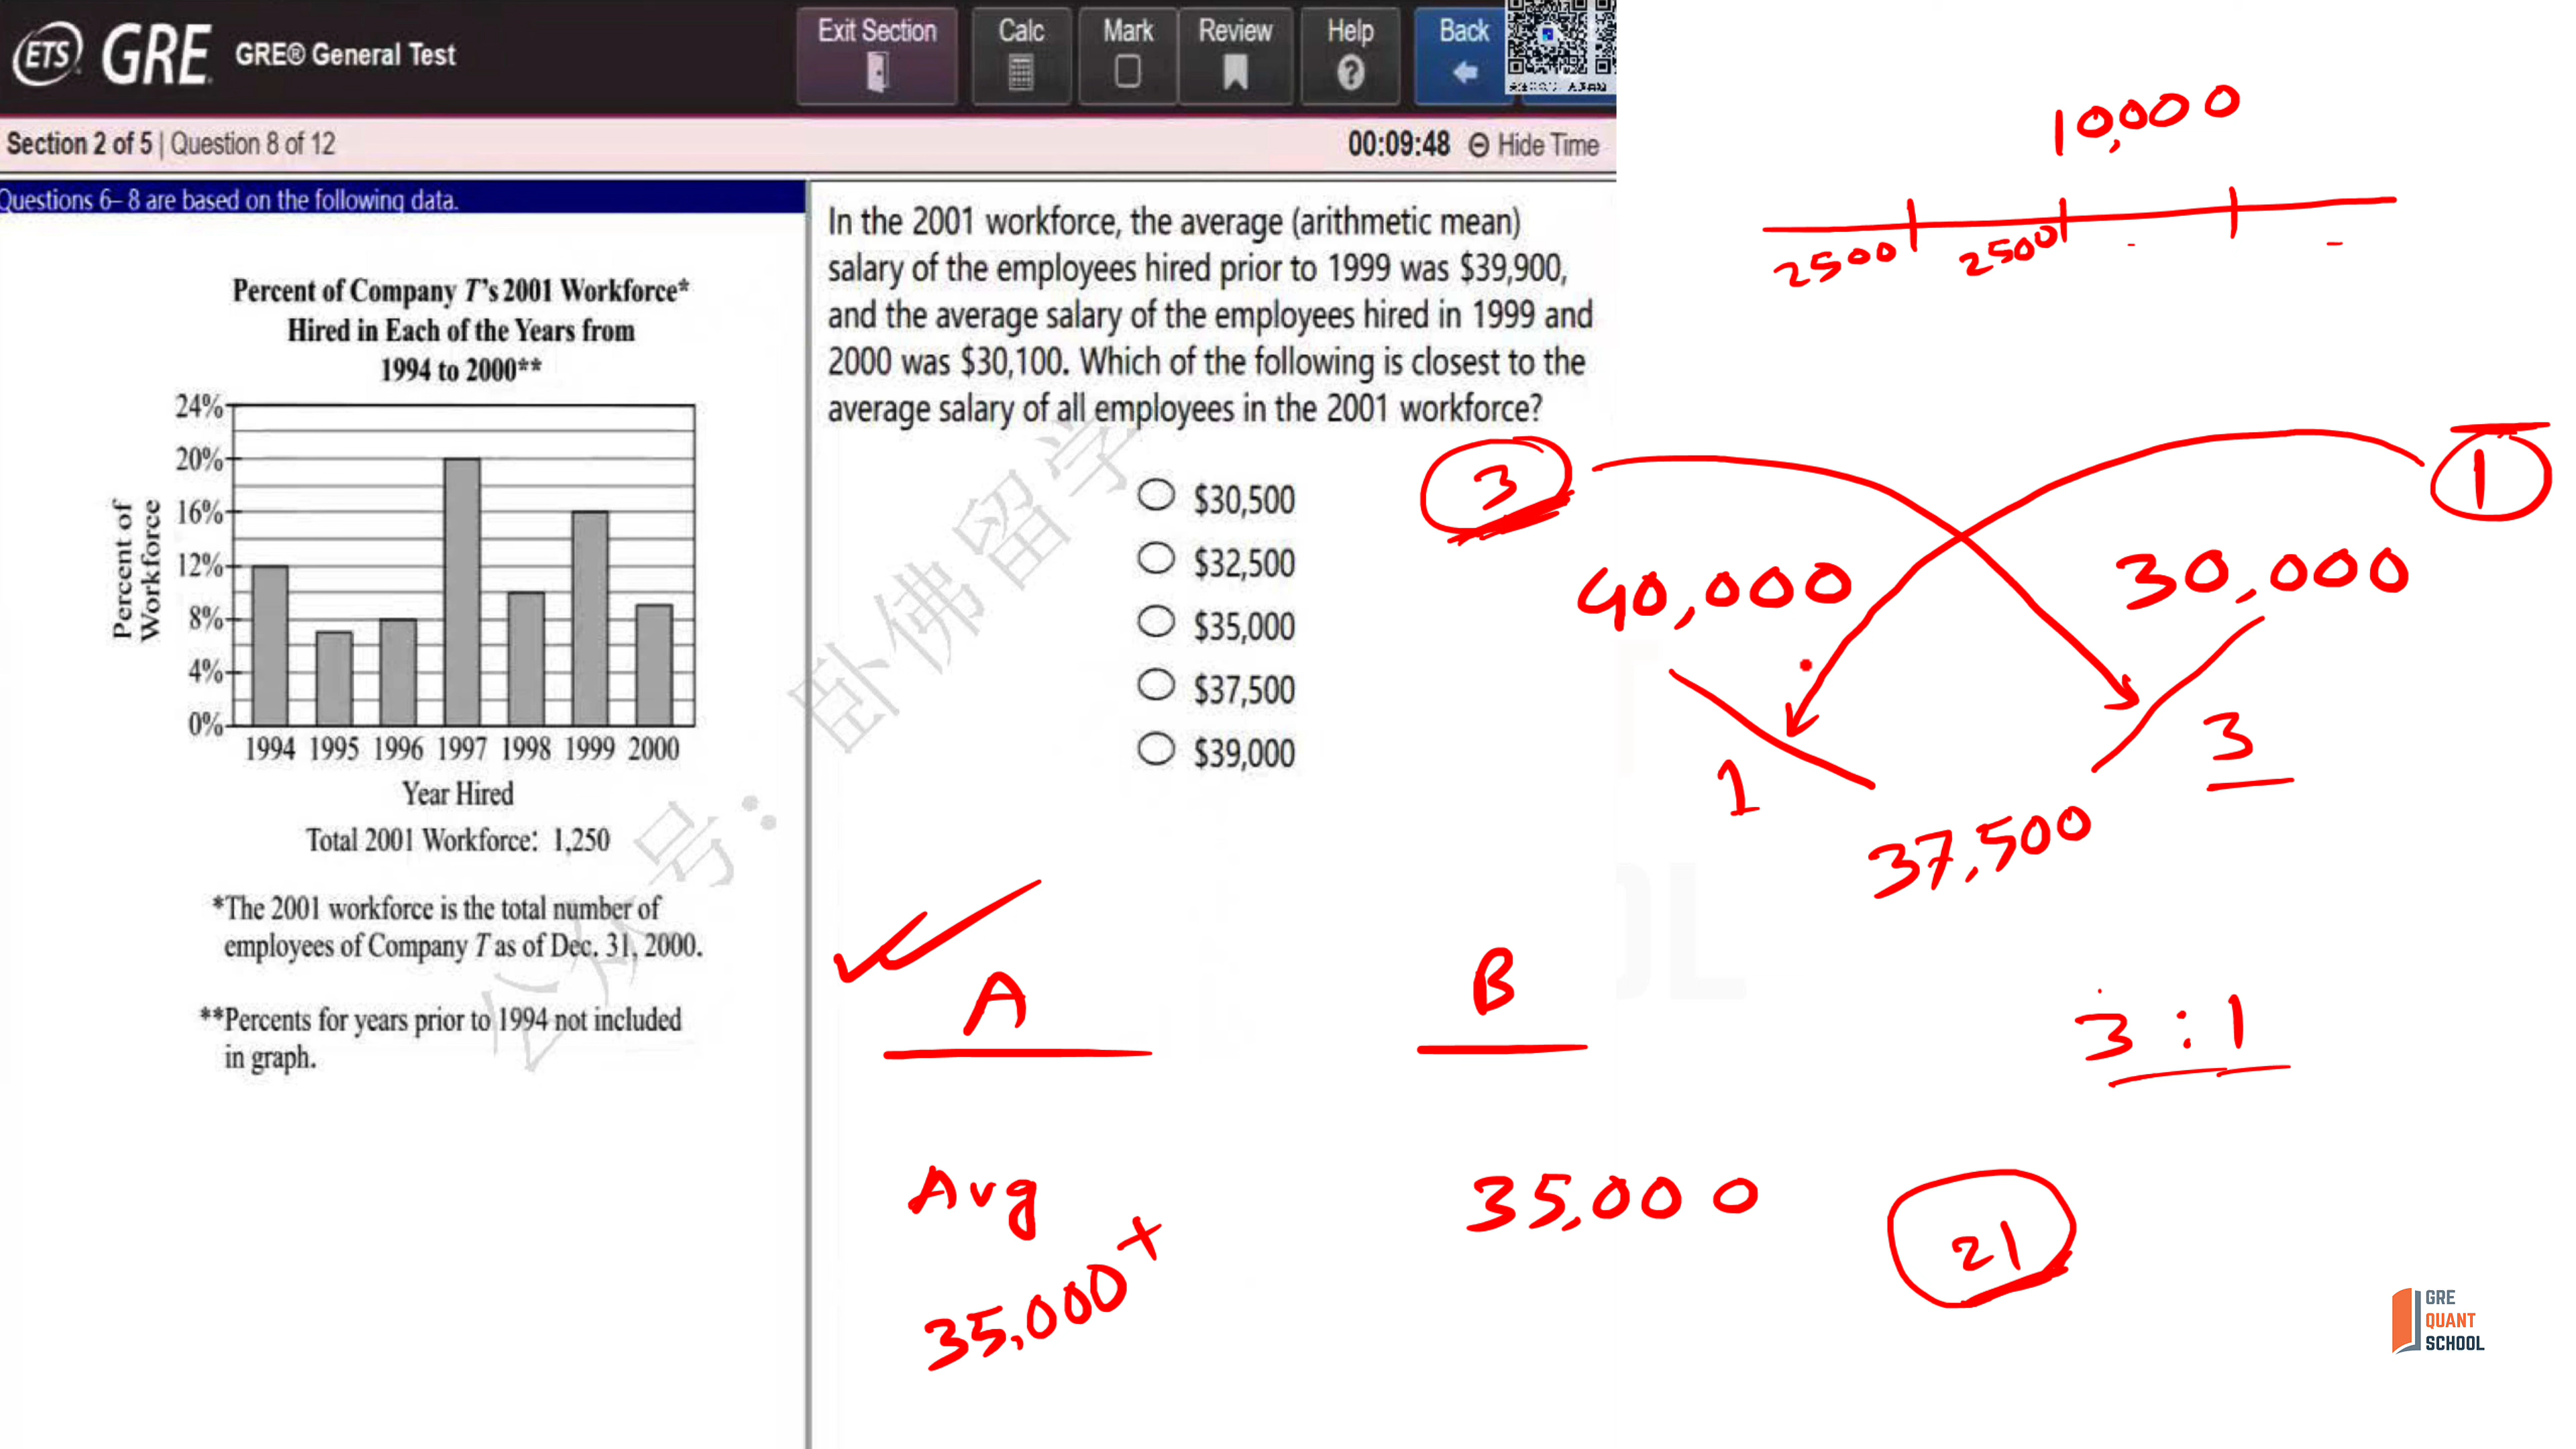 ETS GRE GRE® General Test
Exit Section
Calc
Mark
Review
Help
Back
Section 2 of 5 | Question 8 of 12
00:09:48 Hide Time
Questions 6–8 are based on the following data.
Percent of Company T's 2001 Workforce*
Hired in Each of the Years from
1994 to 2000**
24%
20%
16%
12%
8%
4%
0%
Percent of
Workforce
1994 1995 1996 1997 1998 1999 2000
Year Hired
Total 2001 Workforce: 1,250
*The 2001 workforce is the total number of
employees of Company T as of Dec. 31, 2000.
**Percents for years prior to 1994 not included
in graph.
In the 2001 workforce, the average (arithmetic mean)
salary of the employees hired prior to 1999 was $39,900,
and the average salary of the employees hired in 1999 and
2000 was $30,100. Which of the following is closest to the
average salary of all employees in the 2001 workforce?
$30,500
$32,500
$35,000
$37,500
$39,000
公众号：卧佛留学
10,000
2500 2500
3
1
40,000 30,000
1
3
37,500
A
B
3 : 1
Avg
35,000+
35,000
21
OL
GRE
QUANT
SCHOOL